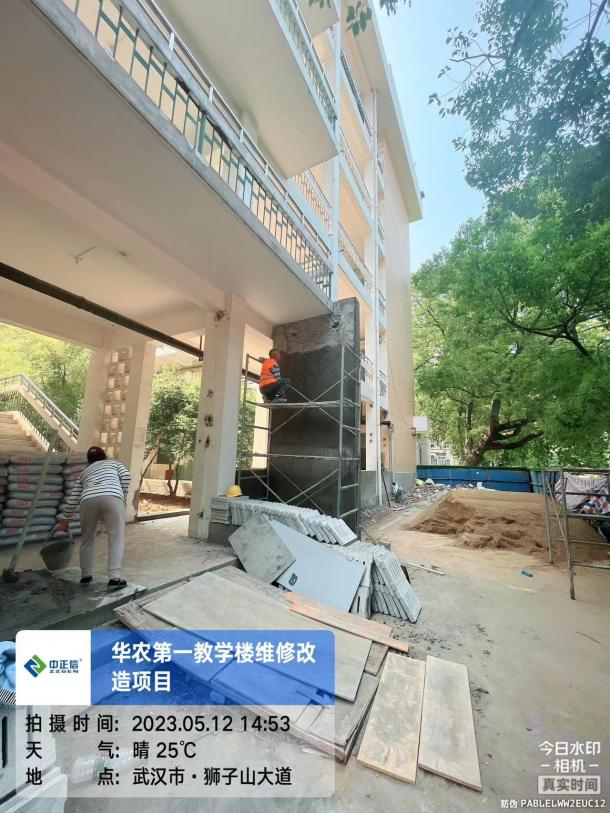 中正信®
ZZSEN
华农第一教学楼维修改
造项目
拍摄时间: 2023.05.12 14:53
天气: 晴 25℃
地点: 武汉市·狮子山大道
今日水印
-相机-
真实时间
防伪 PABLELWW2EUC12